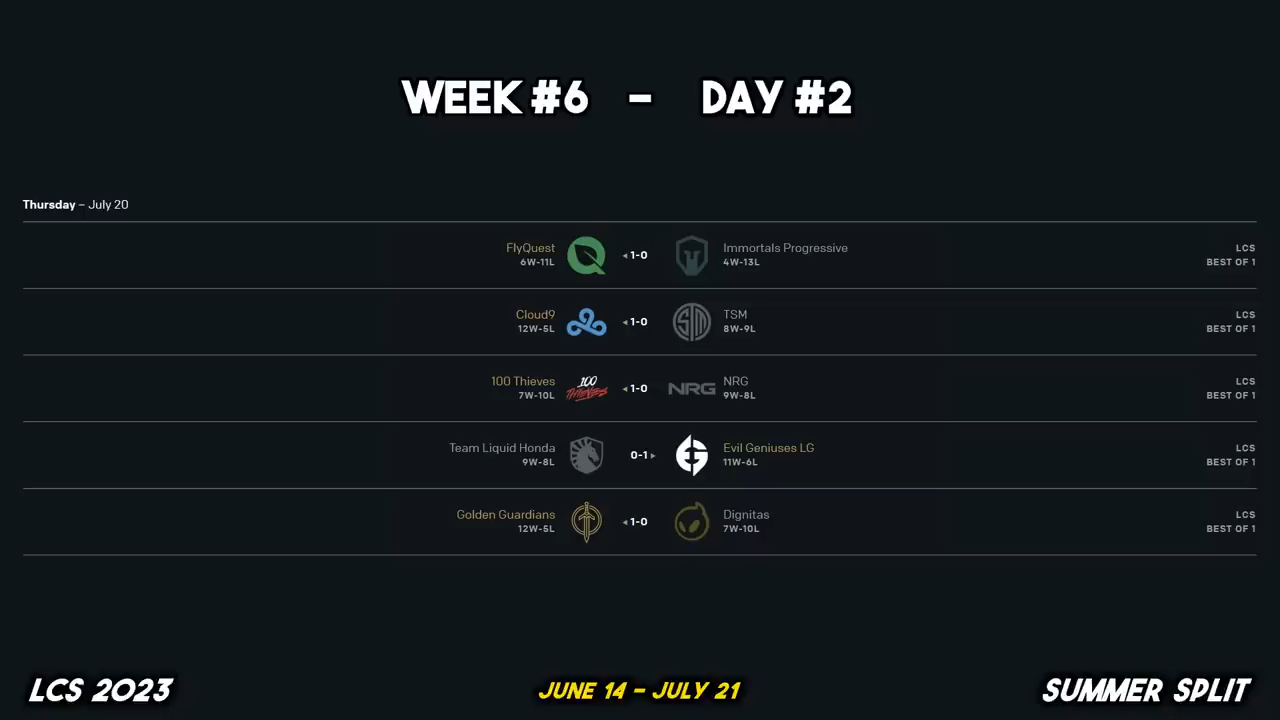 WEEK #6 - DAY #2
Thursday – July 20
FlyQuest
6W-11L
1-0
Immortals Progressive
4W-13L
LCS
BEST OF 1
Cloud9
12W-5L
1-0
TSM
TSM
8W-9L
LCS
BEST OF 1
100 Thieves
7W-10L
100
THIEVES
1-0
NRG
NRG
9W-8L
LCS
BEST OF 1
Team Liquid Honda
9W-8L
0-1
Evil Geniuses LG
11W-6L
LCS
BEST OF 1
Golden Guardians
12W-5L
1-0
Dignitas
7W-10L
LCS
BEST OF 1
LCS 2023
JUNE 14 - JULY 21
SUMMER SPLIT